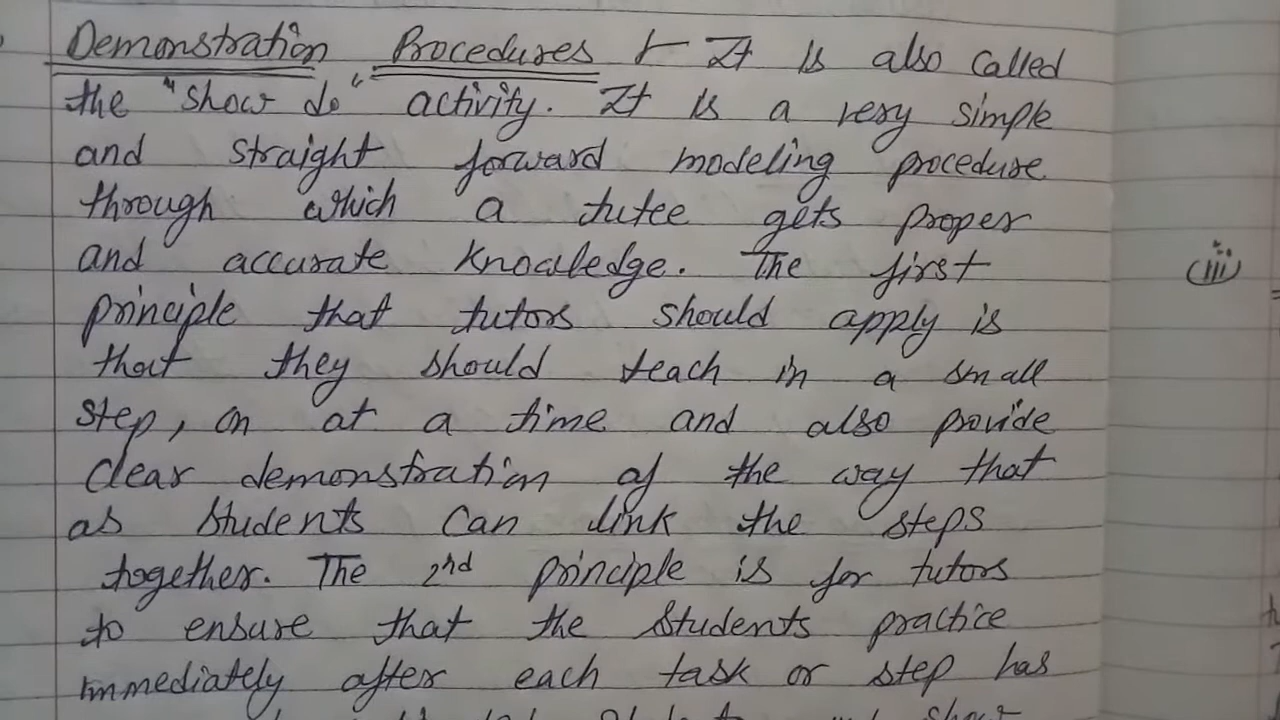 Demonstration Procedures :- It is also called
the "show do" activity. It is a very simple
and straight forward modeling procedure
through which a tutee gets proper
and accurate knowledge. The first
principle that tutors should apply is
that they should teach in a small
step, on at a time and also provide
clear demonstration of the way that
as students can link the steps
together. The 2nd principle is for tutors
to ensure that the students practice
immediately after each task or step has
show
(iii)